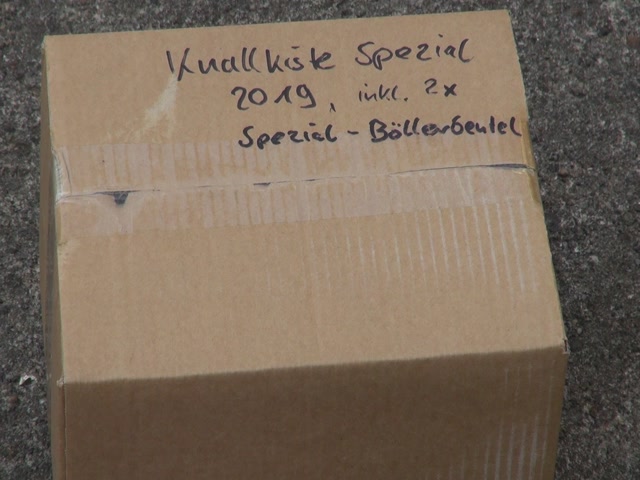 Knallkiste Spezial
2019, inkl. 2x
Spezial - Böllerbeutel